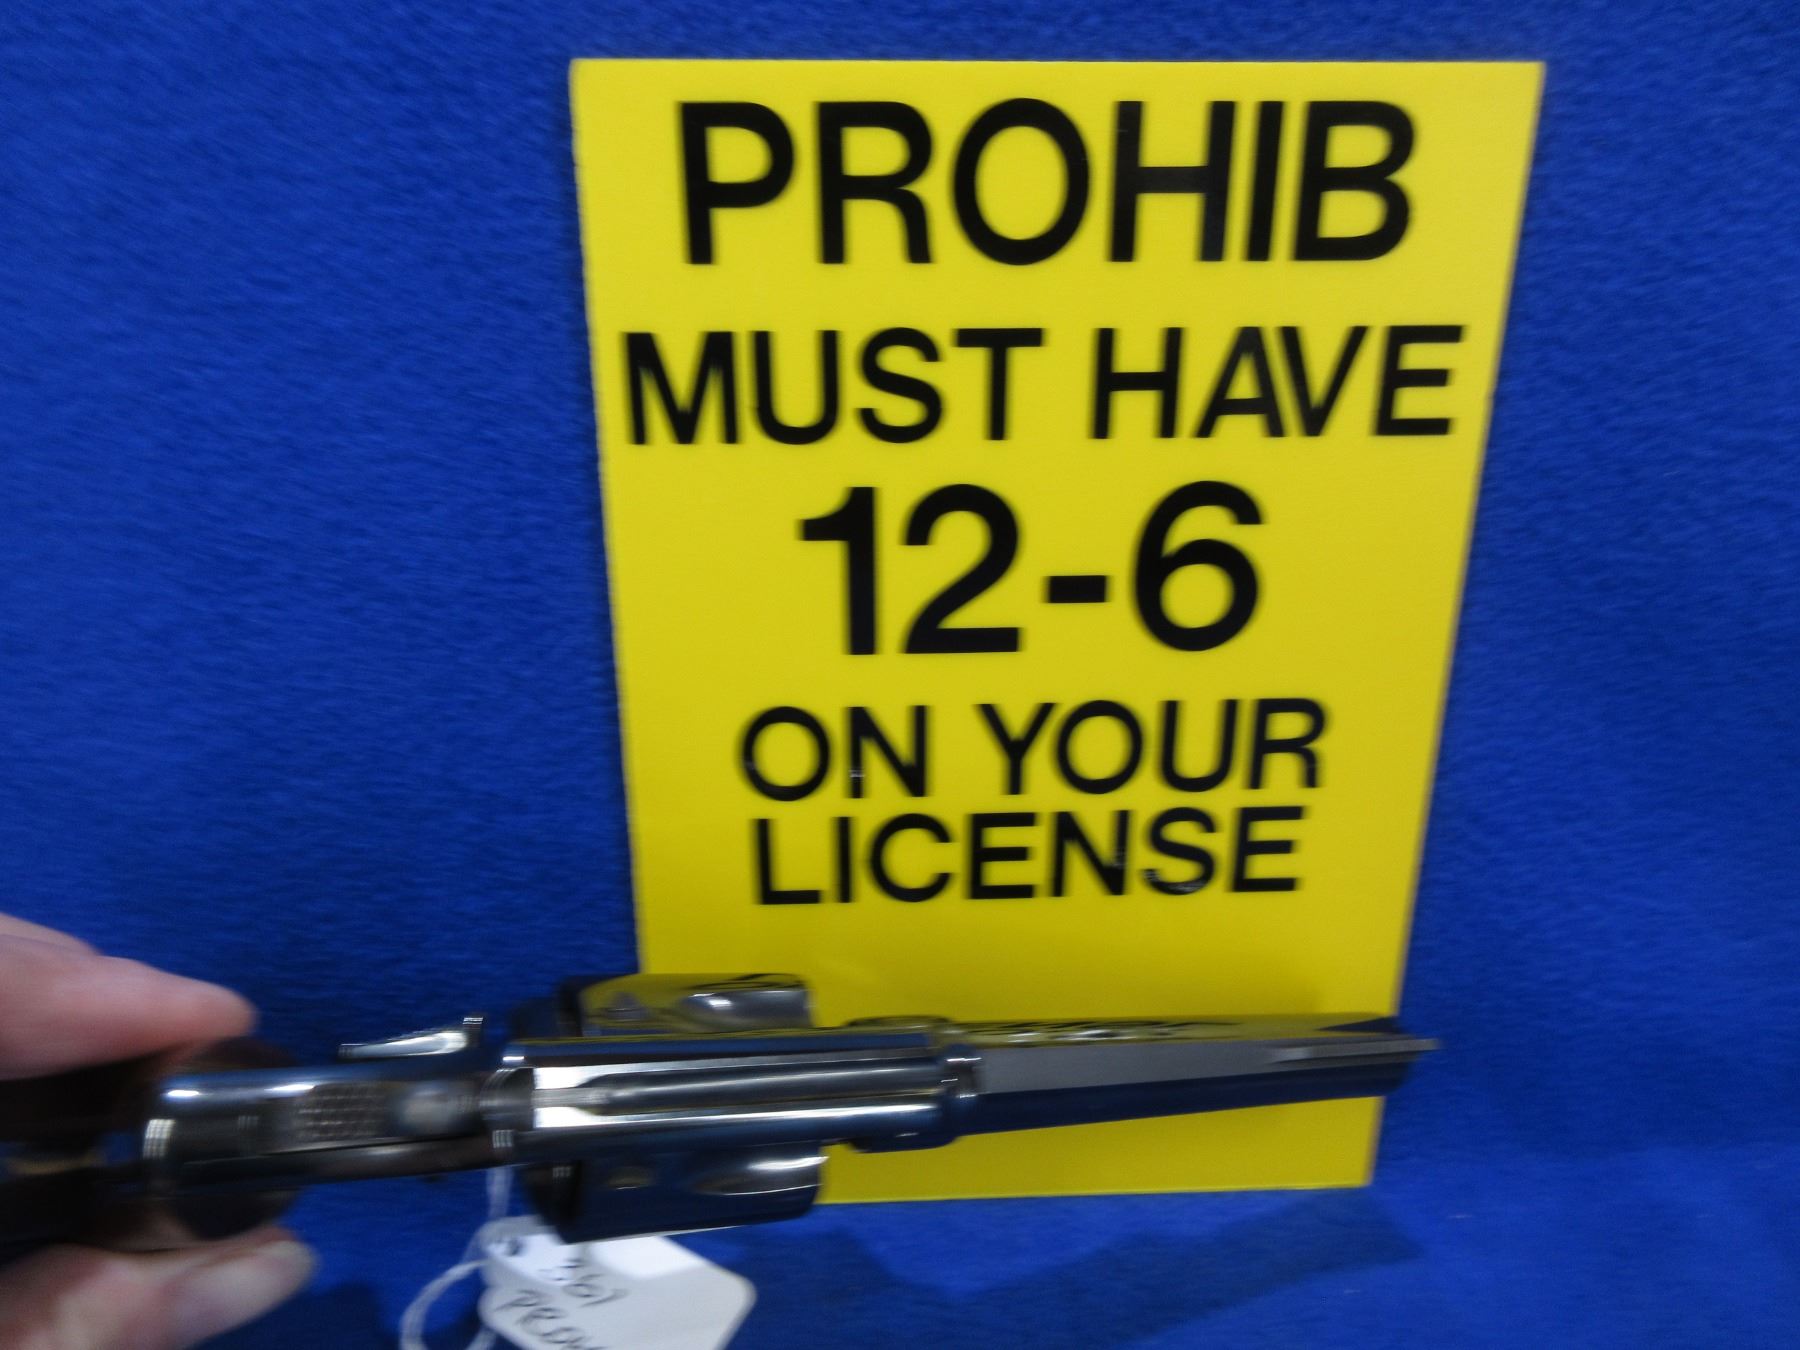 PROHIB
MUST HAVE
12-6
ON YOUR
LICENSE